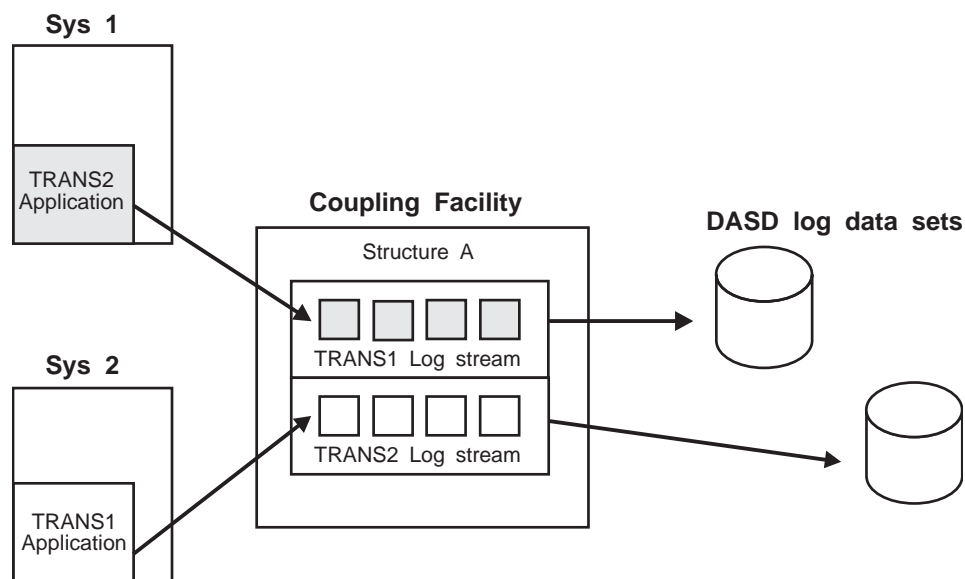 Sys 1
TRANS2
Application
Coupling Facility
DASD log data sets
Structure A
TRANS1 Log stream
Sys 2
TRANS2 Log stream
TRANS1
Application